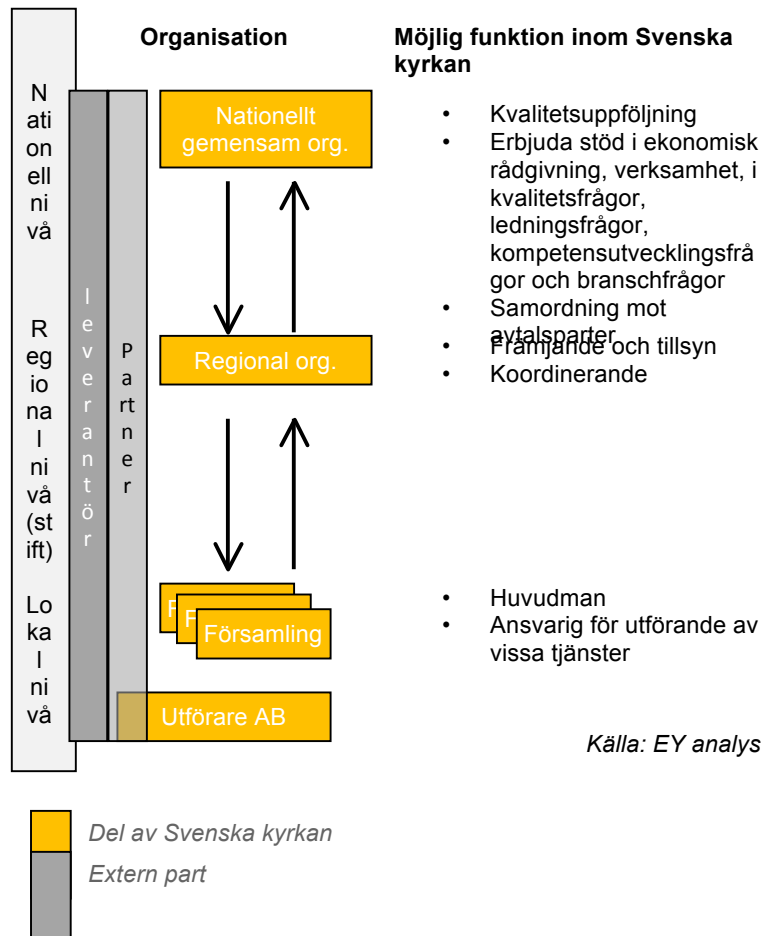 Organisation
Möjlig funktion inom Svenska
kyrkan
N
ati
on
ell
ni
vå
R
eg
io
na
l
ni
vå
(st
ift)
Lo
ka
l
ni
vå
l
e
v
e
r
a
n
t
ö
r
P
a
rt
n
e
r
Nationellt
gemensam org.
Regional org.
F
F
Församling
Utförare AB
• Kvalitetsuppföljning
• Erbjuda stöd i ekonomisk
rådgivning, verksamhet, i
kvalitetsfrågor,
ledningsfrågor,
kompetensutvecklingsfrå
gor och branschfrågor
• Samordning mot
avtalsparter
• Främjande och tillsyn
• Koordinerande
• Huvudman
• Ansvarig för utförande av
vissa tjänster
Källa: EY analys
Del av Svenska kyrkan
Extern part